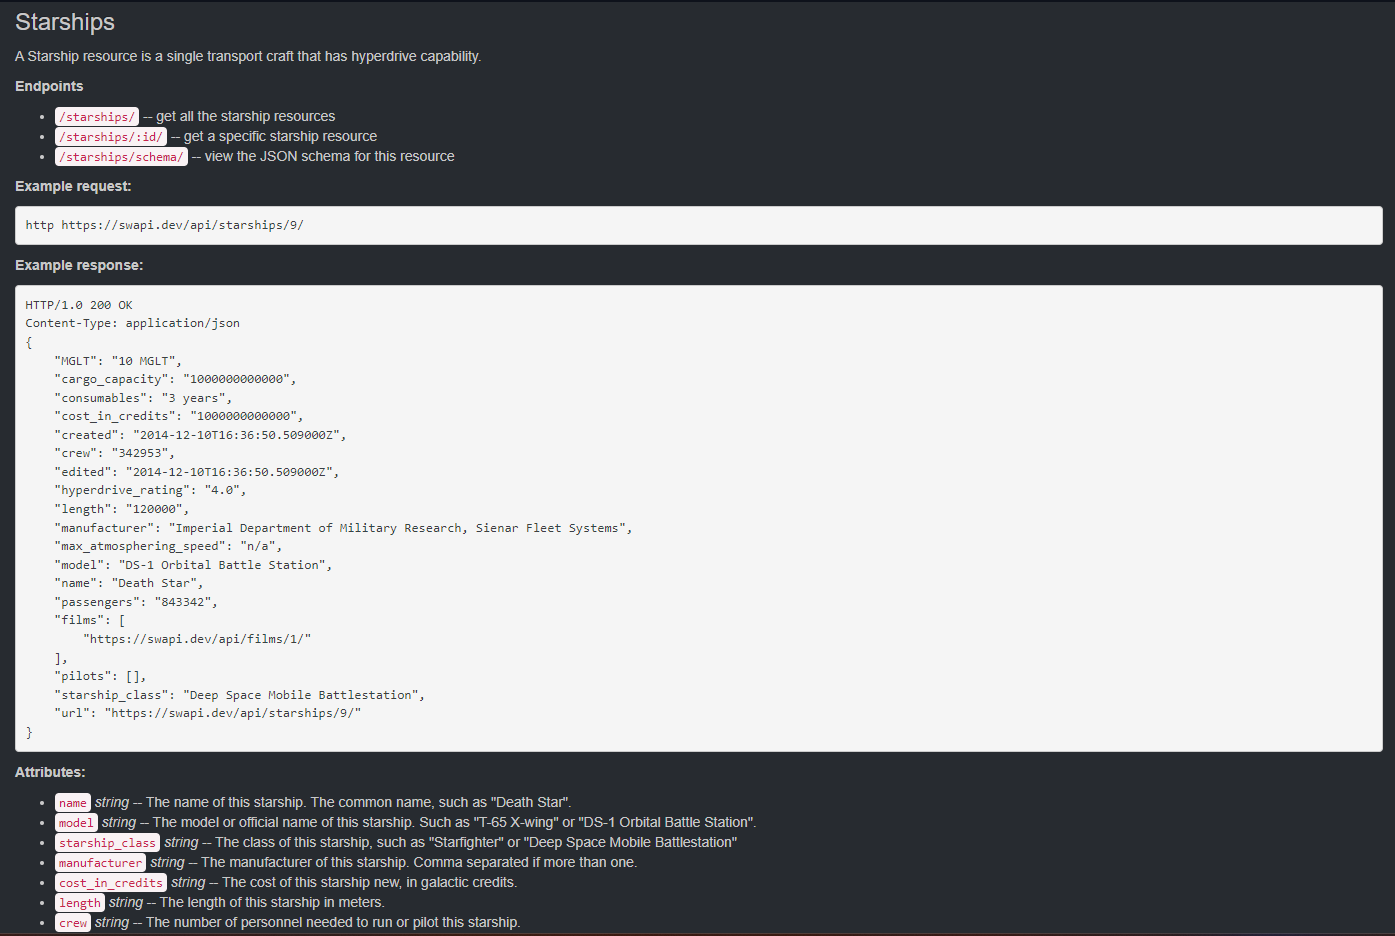 Starships
A Starship resource is a single transport craft that has hyperdrive capability.
Endpoints
/starships/ -- get all the starship resources
/starships/:id/ -- get a specific starship resource
/starships/schema/ -- view the JSON schema for this resource
Example request:
http https://swapi.dev/api/starships/9/
Example response:
HTTP/1.0 200 OK
Content-Type: application/json
{
    "MGLT": "10 MGLT",
    "cargo_capacity": "1000000000000",
    "consumables": "3 years",
    "cost_in_credits": "1000000000000",
    "created": "2014-12-10T16:36:50.509000Z",
    "crew": "342953",
    "edited": "2014-12-10T16:36:50.509000Z",
    "hyperdrive_rating": "4.0",
    "length": "120000",
    "manufacturer": "Imperial Department of Military Research, Sienar Fleet Systems",
    "max_atmosphering_speed": "n/a",
    "model": "DS-1 Orbital Battle Station",
    "name": "Death Star",
    "passengers": "843342",
    "films": [
        "https://swapi.dev/api/films/1/"
    ],
    "pilots": [],
    "starship_class": "Deep Space Mobile Battlestation",
    "url": "https://swapi.dev/api/starships/9/"
}
Attributes:
name string -- The name of this starship. The common name, such as "Death Star".
model string -- The model or official name of this starship. Such as "T-65 X-wing" or "DS-1 Orbital Battle Station".
starship_class string -- The class of this starship, such as "Starfighter" or "Deep Space Mobile Battlestation"
manufacturer string -- The manufacturer of this starship. Comma separated if more than one.
cost_in_credits string -- The cost of this starship new, in galactic credits.
length string -- The length of this starship in meters.
crew string -- The number of personnel needed to run or pilot this starship.